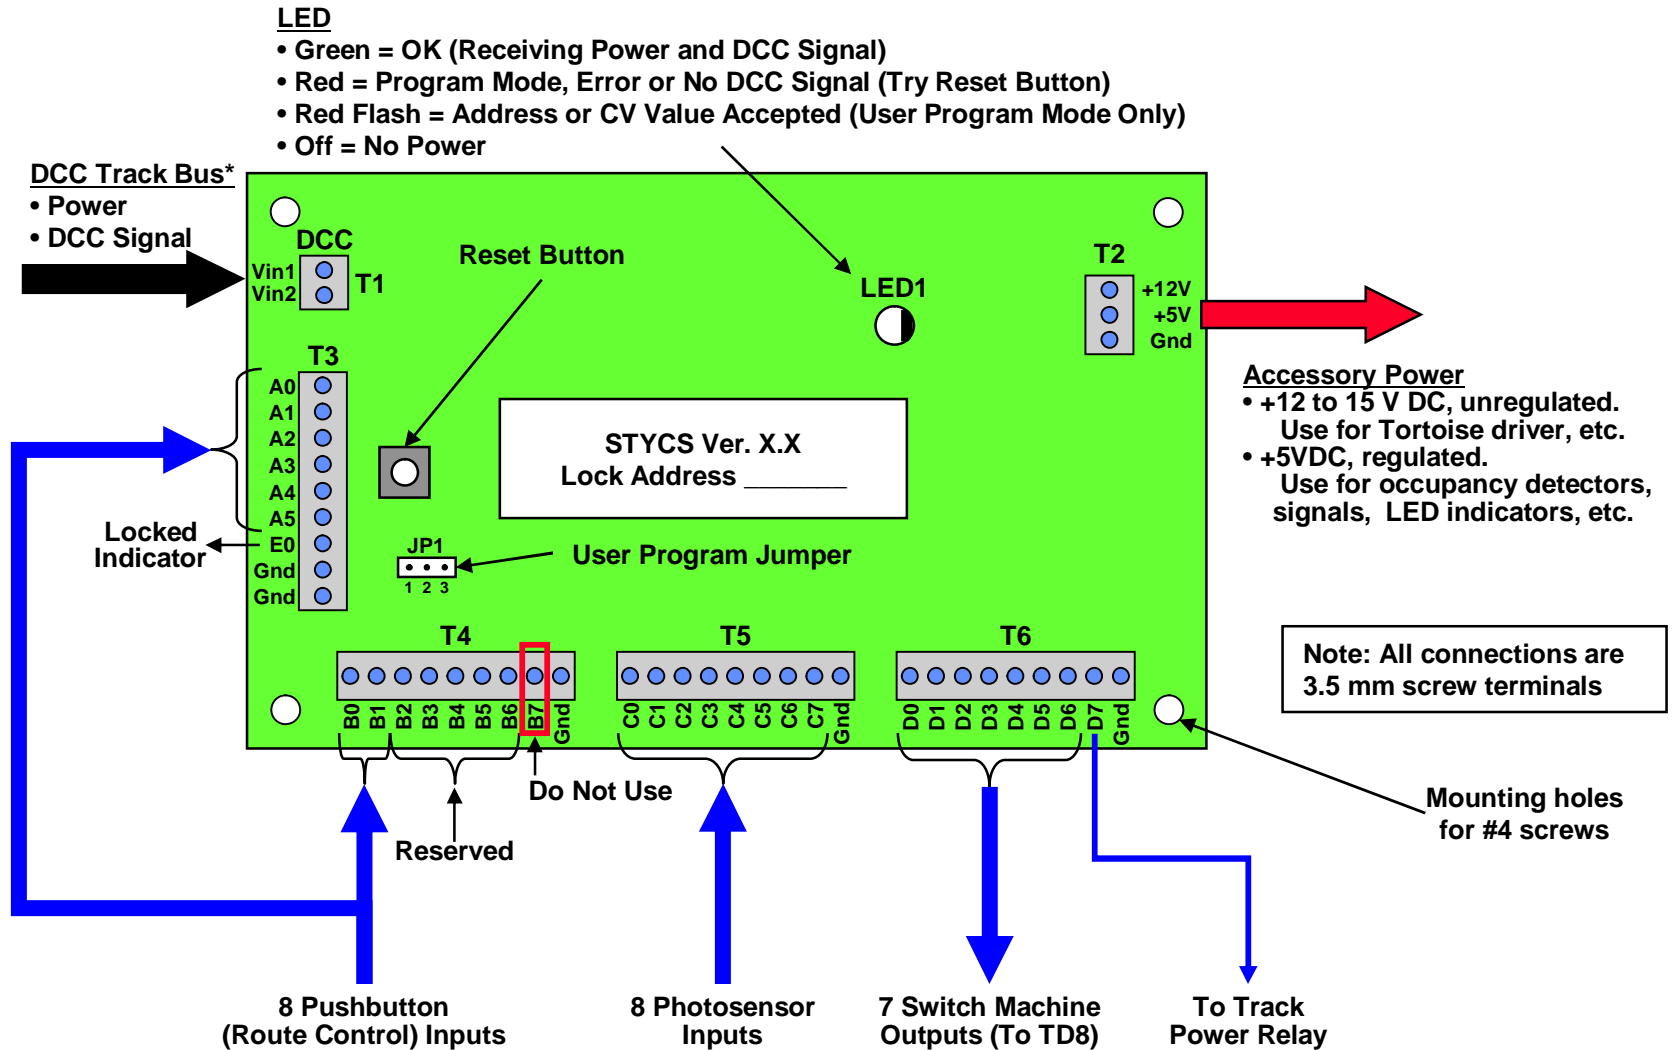 LED
• Green = OK (Receiving Power and DCC Signal)
• Red = Program Mode, Error or No DCC Signal (Try Reset Button)
• Red Flash = Address or CV Value Accepted (User Program Mode Only)
• Off = No Power
DCC Track Bus*
• Power
• DCC Signal
DCC
Vin1
Vin2
T1
Reset Button
LED1
T2
+12V
+5V
Gnd
Accessory Power
• +12 to 15 V DC, unregulated.
Use for Tortoise driver, etc.
• +5VDC, regulated.
Use for occupancy detectors,
signals, LED indicators, etc.
T3
A0
A1
A2
A3
A4
A5
E0
Gnd
Gnd
Locked
Indicator
STYCS Ver. X.X
Lock Address _______
JP1
1 2 3
User Program Jumper
T4
B0 B1 B2 B3 B4 B5 B6 B7 Gnd
T5
C0 C1 C2 C3 C4 C5 C6 C7 Gnd
T6
D0 D1 D2 D3 D4 D5 D6 D7 Gnd
Note: All connections are
3.5 mm screw terminals
Do Not Use
Reserved
Mounting holes
for #4 screws
8 Pushbutton
(Route Control) Inputs
8 Photosensor
Inputs
7 Switch Machine
Outputs (To TD8)
To Track
Power Relay